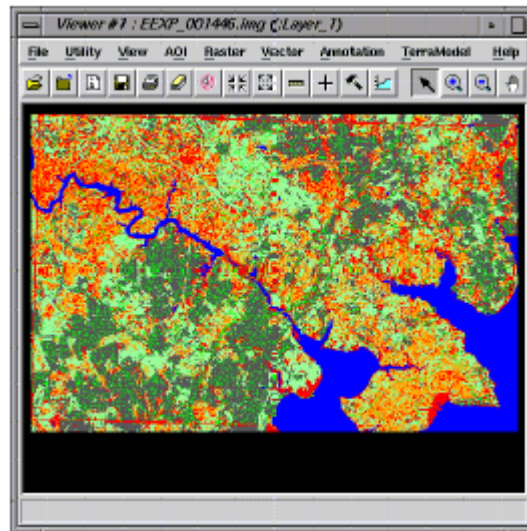 Viewer #1 : EEXP_001446.img (:Layer_1)
File Utility View AOI Raster Vector Annotation TerraModel Help